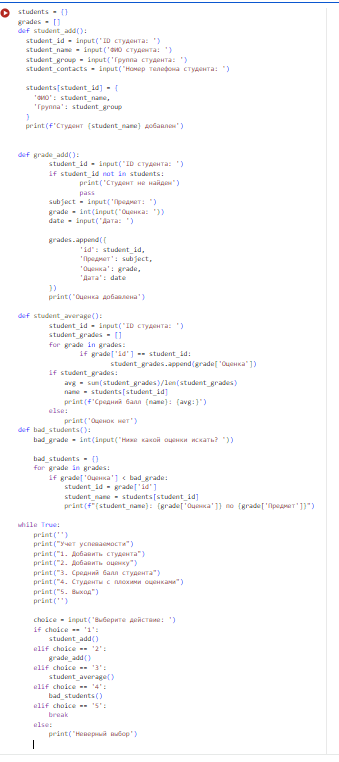 students = {}
grades = []
def student_add():
  student_id = input('ID студента: ')
  student_name = input('ФИО студента: ')
  student_group = input('Группа студента: ')
  student_contacts = input('Номер телефона студента: ')
  students[student_id] = {
    'ФИО': student_name,
    'Группа': student_group
  }
  print(f'Студент {student_name} добавлен')
def grade_add():
        student_id = input('ID студента: ')
        if student_id not in students:
                print('Студент не найден')
                pass
        subject = input('Предмет: ')
        grade = int(input('Оценка: '))
        date = input('Дата: ')
        grades.append({
                'id': student_id,
                'Предмет': subject,
                'Оценка': grade,
                'Дата': date
        })
        print('Оценка добавлена')
def student_average():
        student_id = input('ID студента: ')
        student_grades = []
        for grade in grades:
                if grade['id'] == student_id:
                        student_grades.append(grade['Оценка'])
        if student_grades:
            avg = sum(student_grades)/len(student_grades)
            name = students[student_id]
            print(f'Средний балл {name}: {avg:}')
        else:
            print('Оценок нет')
def bad_students():
    bad_grade = int(input('Ниже какой оценки искать? '))
    bad_students = {}
    for grade in grades:
        if grade['Оценка'] < bad_grade:
            student_id = grade['id']
            student_name = students[student_id]
            print(f"{student_name}: {grade['Оценка']} по {grade['Предмет']}")
while True:
    print('')
    print("Учет успеваемости")
    print("1. Добавить студента")
    print("2. Добавить оценку")
    print("3. Средний балл студента")
    print("4. Студенты с плохими оценками")
    print("5. Выход")
    print('')
    choice = input('Выберите действие: ')
    if choice == '1':
        student_add()
    elif choice == '2':
        grade_add()
    elif choice == '3':
        student_average()
    elif choice == '4':
        bad_students()
    elif choice == '5':
        break
    else:
        print('Неверный выбор')